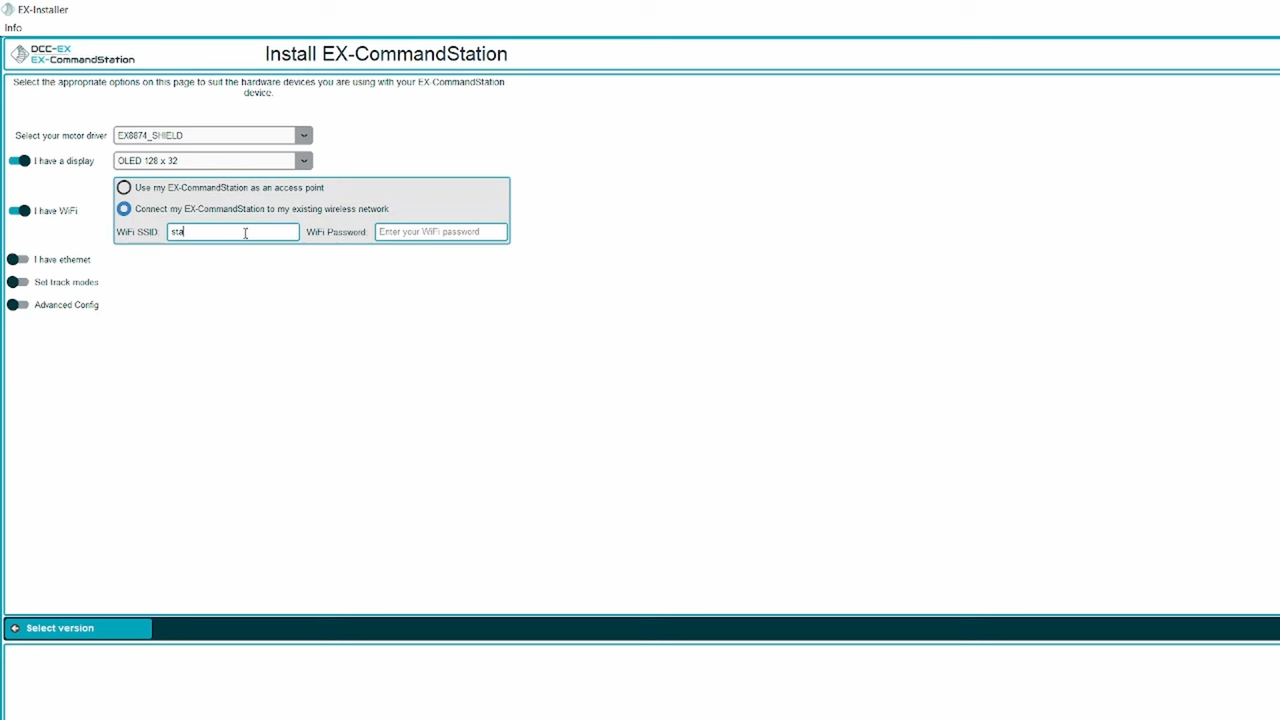 EX-Installer
Info
DCC-EX
EX-CommandStation
Install EX-CommandStation
Select the appropriate options on this page to suit the hardware devices you are using with your EX-CommandStation
device.
Select your motor driver EX8874_SHIELD
I have a display OLED 128 x 32
Use my EX-CommandStation as an access point
I have WiFi Connect my EX-CommandStation to my existing wireless network
WiFi SSID: sta WiFi Password: Enter your WiFi password
I have ethernet
Set track modes
Advanced Config
Select version